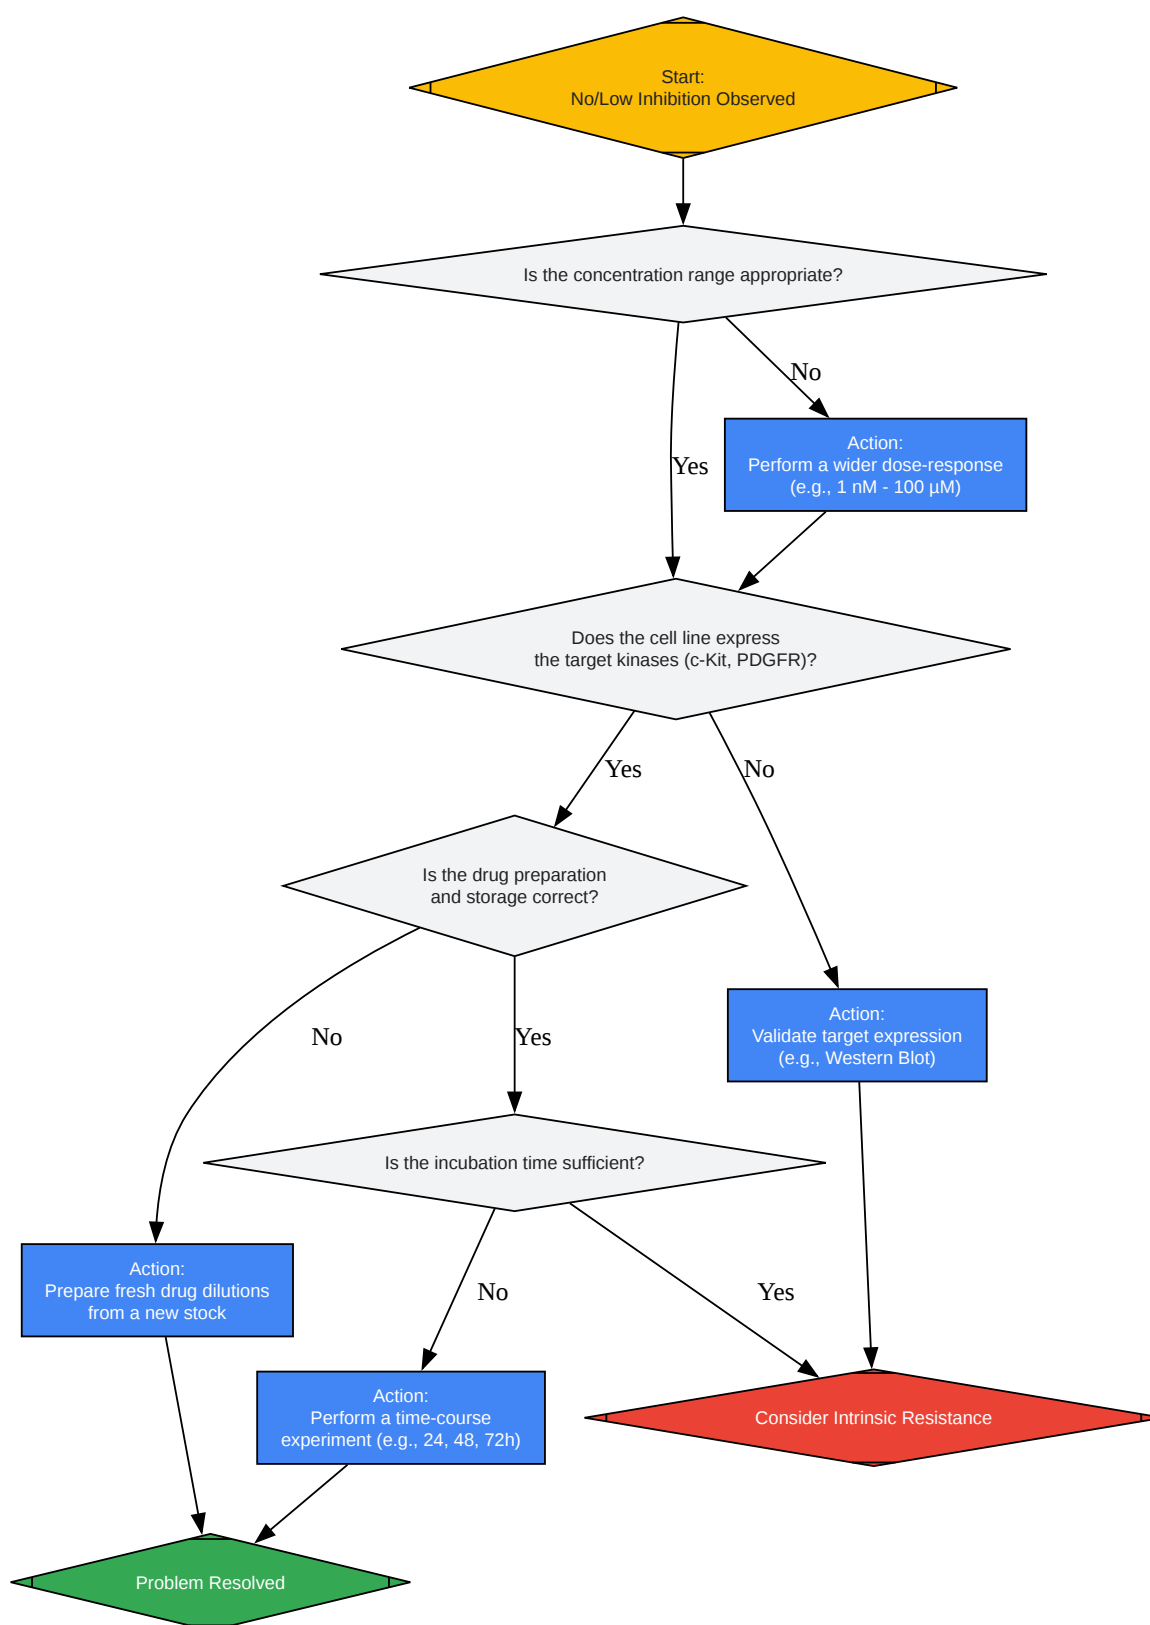 Start:
No/Low Inhibition Observed
Is the concentration range appropriate?
No
Yes
Action:
Perform a wider dose-response
(e.g., 1 nM - 100 µM)
Does the cell line express
the target kinases (c-Kit, PDGFR)?
Yes
No
Is the drug preparation
and storage correct?
No
Yes
Action:
Validate target expression
(e.g., Western Blot)
Is the incubation time sufficient?
Action:
Prepare fresh drug dilutions
from a new stock
No
Yes
Action:
Perform a time-course
experiment (e.g., 24, 48, 72h)
Consider Intrinsic Resistance
Problem Resolved